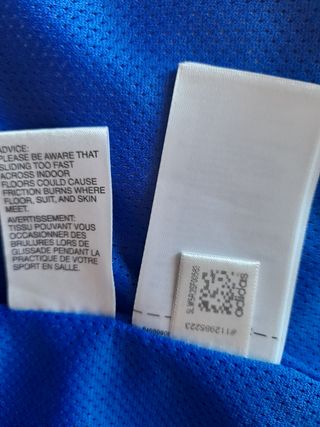 ADVICE:
PLEASE BE AWARE THAT
SLIDING TOO FAST
ACROSS INDOOR
FLOORS COULD CAUSE
FRICTION BURNS WHERE
FLOOR, SUIT, AND SKIN
MEET.
AVERTISSEMENT:
TISSU POUVANT VOUS
OCCASIONNER DES
BRULURES LORS DE
GLISSADE PENDANT LA
PRATIQUE DE VOTRE
SPORT EN SALLE.
adidas
#112985223